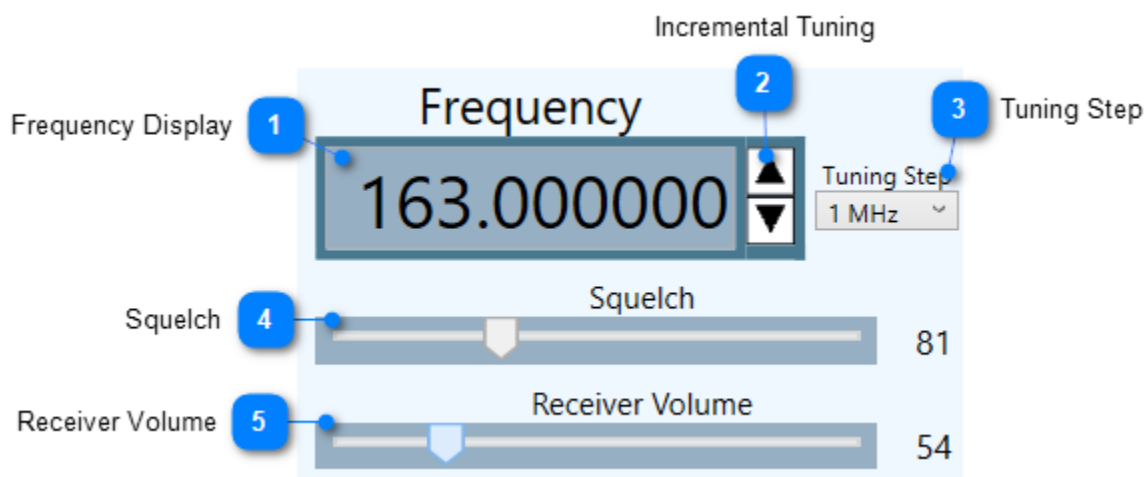 Incremental Tuning
2
Frequency
3 Tuning Step
Frequency Display 1
163.000000
Tuning Step
1 MHz
Squelch
Squelch 4
81
Receiver Volume
Receiver Volume 5
54